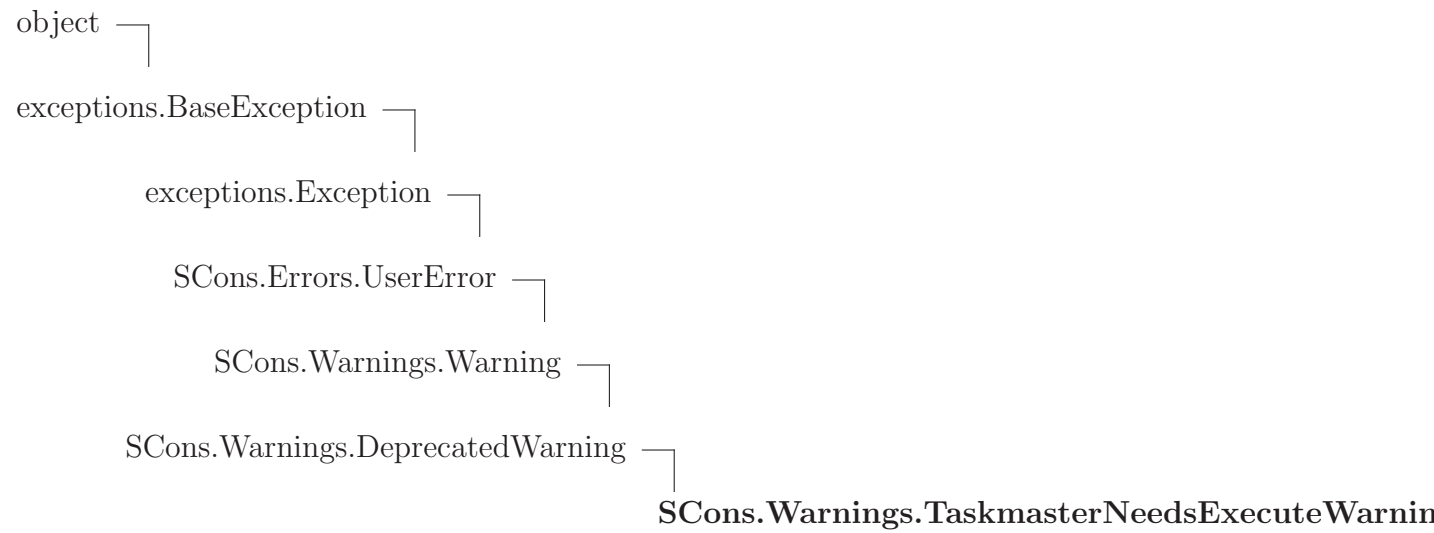 object
exceptions.BaseException
exceptions.Exception
SCons.Errors.UserError
SCons.Warnings.Warning
SCons.Warnings.DeprecatedWarning
SCons.Warnings.TaskmasterNeedsExecuteWarnin